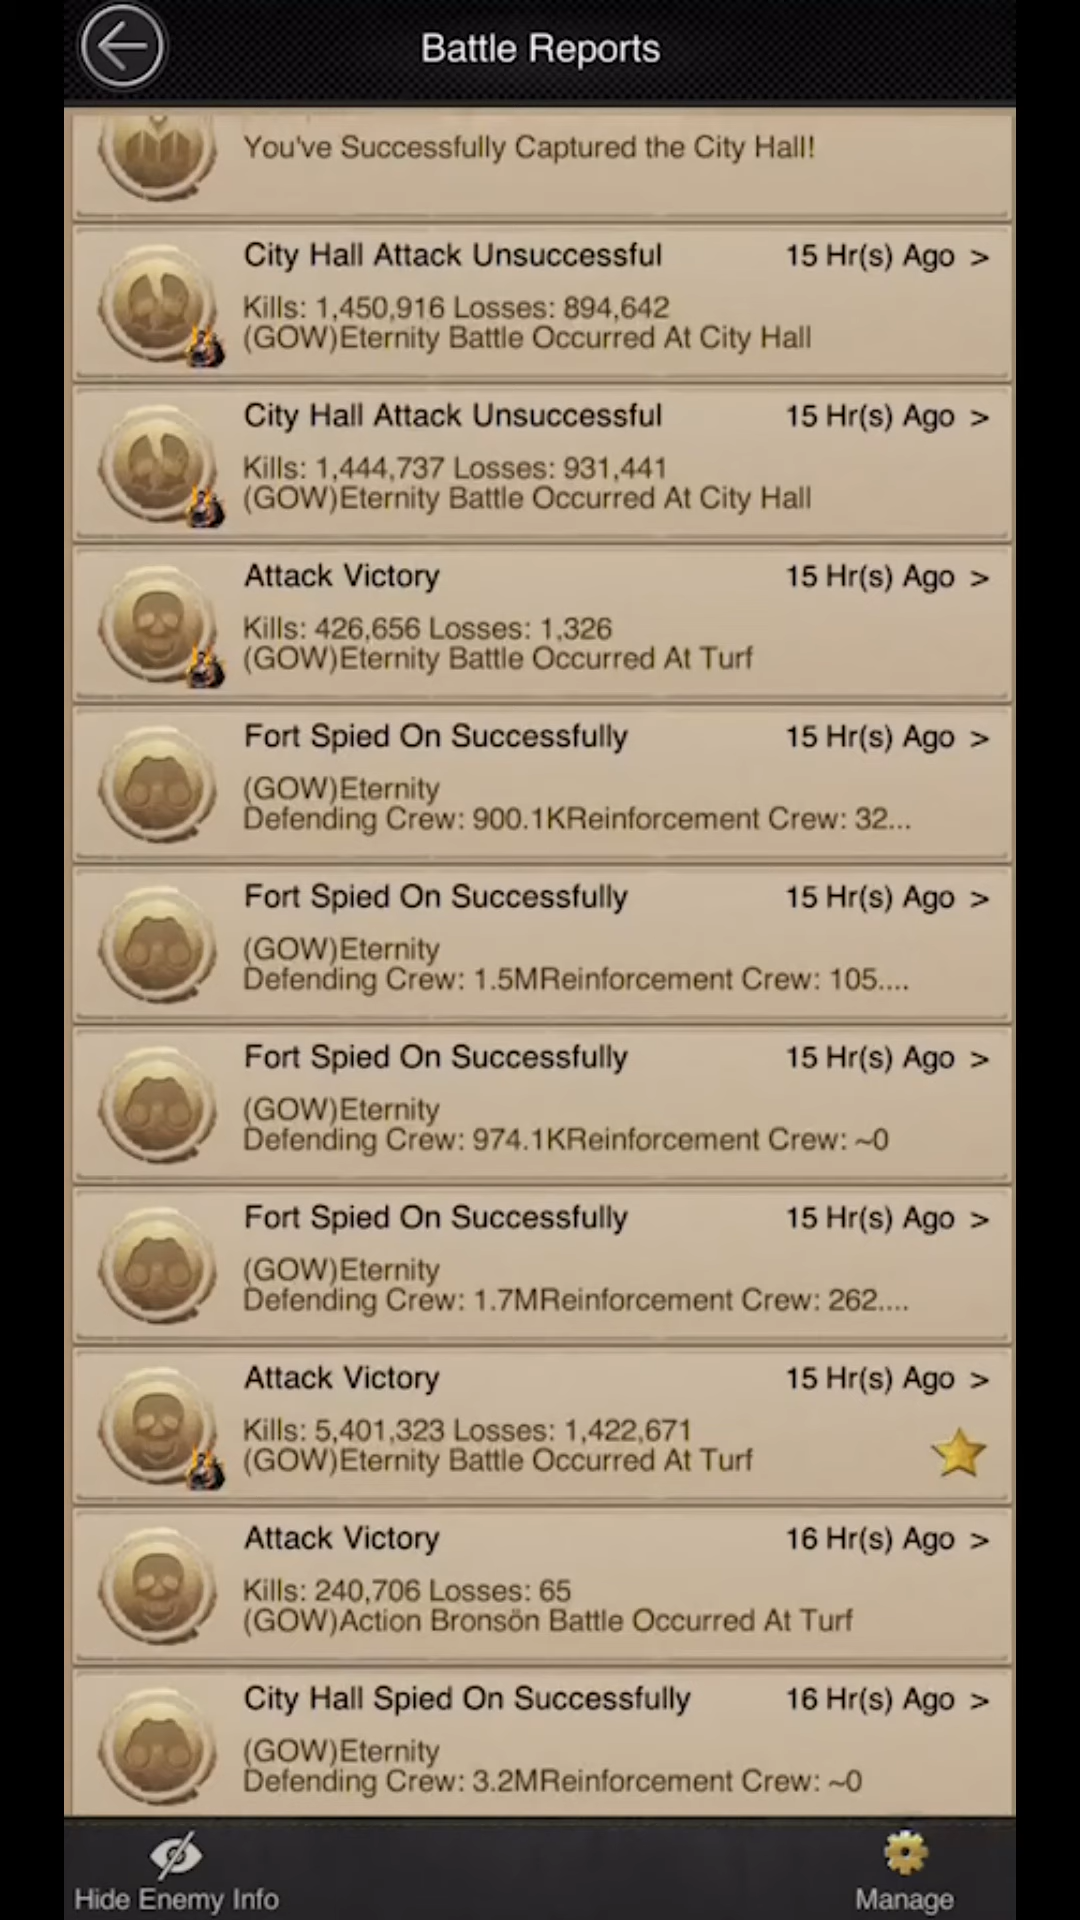 Battle Reports
You've Successfully Captured the City Hall!
City Hall Attack Unsuccessful 15 Hr(s) Ago >
Kills: 1,450,916 Losses: 894,642
(GOW)Eternity Battle Occurred At City Hall
City Hall Attack Unsuccessful 15 Hr(s) Ago >
Kills: 1,444,737 Losses: 931,441
(GOW)Eternity Battle Occurred At City Hall
Attack Victory 15 Hr(s) Ago >
Kills: 426,656 Losses: 1,326
(GOW)Eternity Battle Occurred At Turf
Fort Spied On Successfully 15 Hr(s) Ago >
(GOW)Eternity
Defending Crew: 900.1KReinforcement Crew: 32...
Fort Spied On Successfully 15 Hr(s) Ago >
(GOW)Eternity
Defending Crew: 1.5MReinforcement Crew: 105....
Fort Spied On Successfully 15 Hr(s) Ago >
(GOW)Eternity
Defending Crew: 974.1KReinforcement Crew: ~0
Fort Spied On Successfully 15 Hr(s) Ago >
(GOW)Eternity
Defending Crew: 1.7MReinforcement Crew: 262....
Attack Victory 15 Hr(s) Ago >
Kills: 5,401,323 Losses: 1,422,671
(GOW)Eternity Battle Occurred At Turf
Attack Victory 16 Hr(s) Ago >
Kills: 240,706 Losses: 65
(GOW)Action Bronsön Battle Occurred At Turf
City Hall Spied On Successfully 16 Hr(s) Ago >
(GOW)Eternity
Defending Crew: 3.2MReinforcement Crew: ~0
Hide Enemy Info Manage